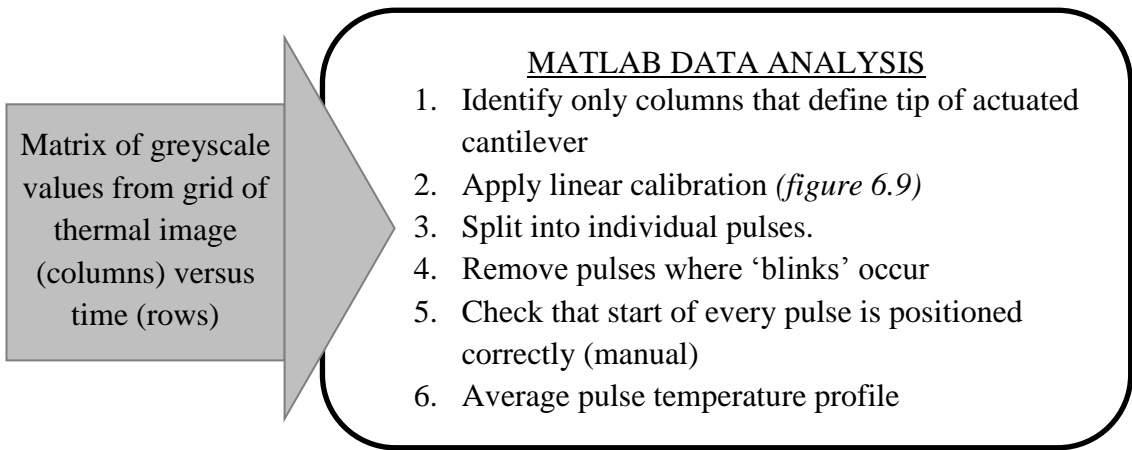 Matrix of greyscale
values from grid of
thermal image
(columns) versus
time (rows)
MATLAB DATA ANALYSIS
1. Identify only columns that define tip of actuated
cantilever
2. Apply linear calibration (figure 6.9)
3. Split into individual pulses.
4. Remove pulses where ‘blinks’ occur
5. Check that start of every pulse is positioned
correctly (manual)
6. Average pulse temperature profile